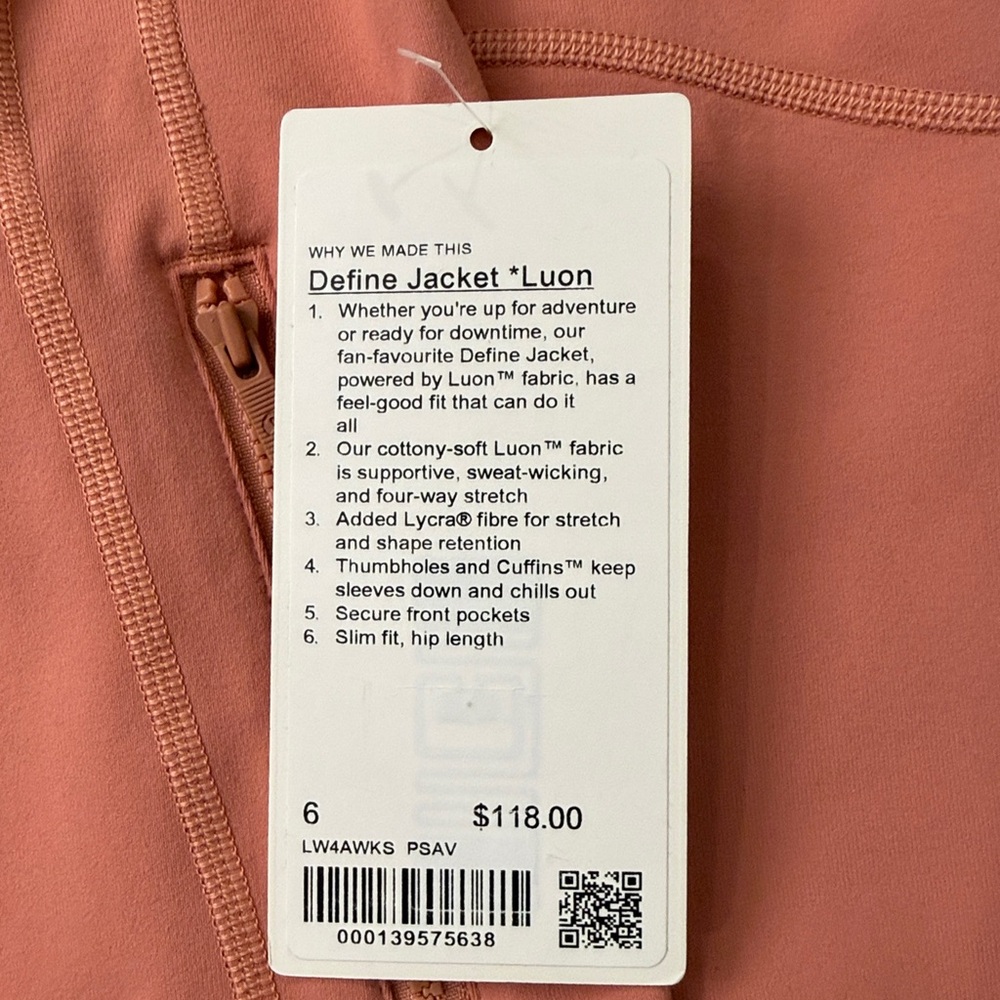 WHY WE MADE THIS
Define Jacket *Luon
1. Whether you're up for adventure
or ready for downtime, our
fan-favourite Define Jacket,
powered by Luon™ fabric, has a
feel-good fit that can do it
all
2. Our cottony-soft Luon™ fabric
is supportive, sweat-wicking,
and four-way stretch
3. Added Lycra® fibre for stretch
and shape retention
4. Thumbholes and Cuffins™ keep
sleeves down and chills out
5. Secure front pockets
6. Slim fit, hip length
6 $118.00
LW4AWKS PSAV
000139575638